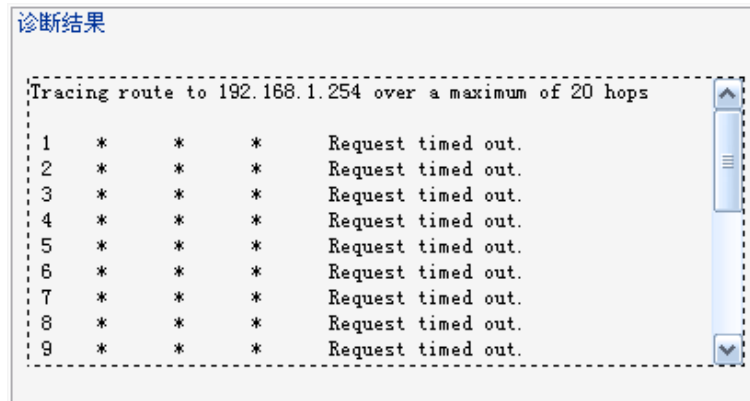 诊断结果
Tracing route to 192.168.1.254 over a maximum of 20 hops
1 * * * Request timed out.
2 * * * Request timed out.
3 * * * Request timed out.
4 * * * Request timed out.
5 * * * Request timed out.
6 * * * Request timed out.
7 * * * Request timed out.
8 * * * Request timed out.
9 * * * Request timed out.